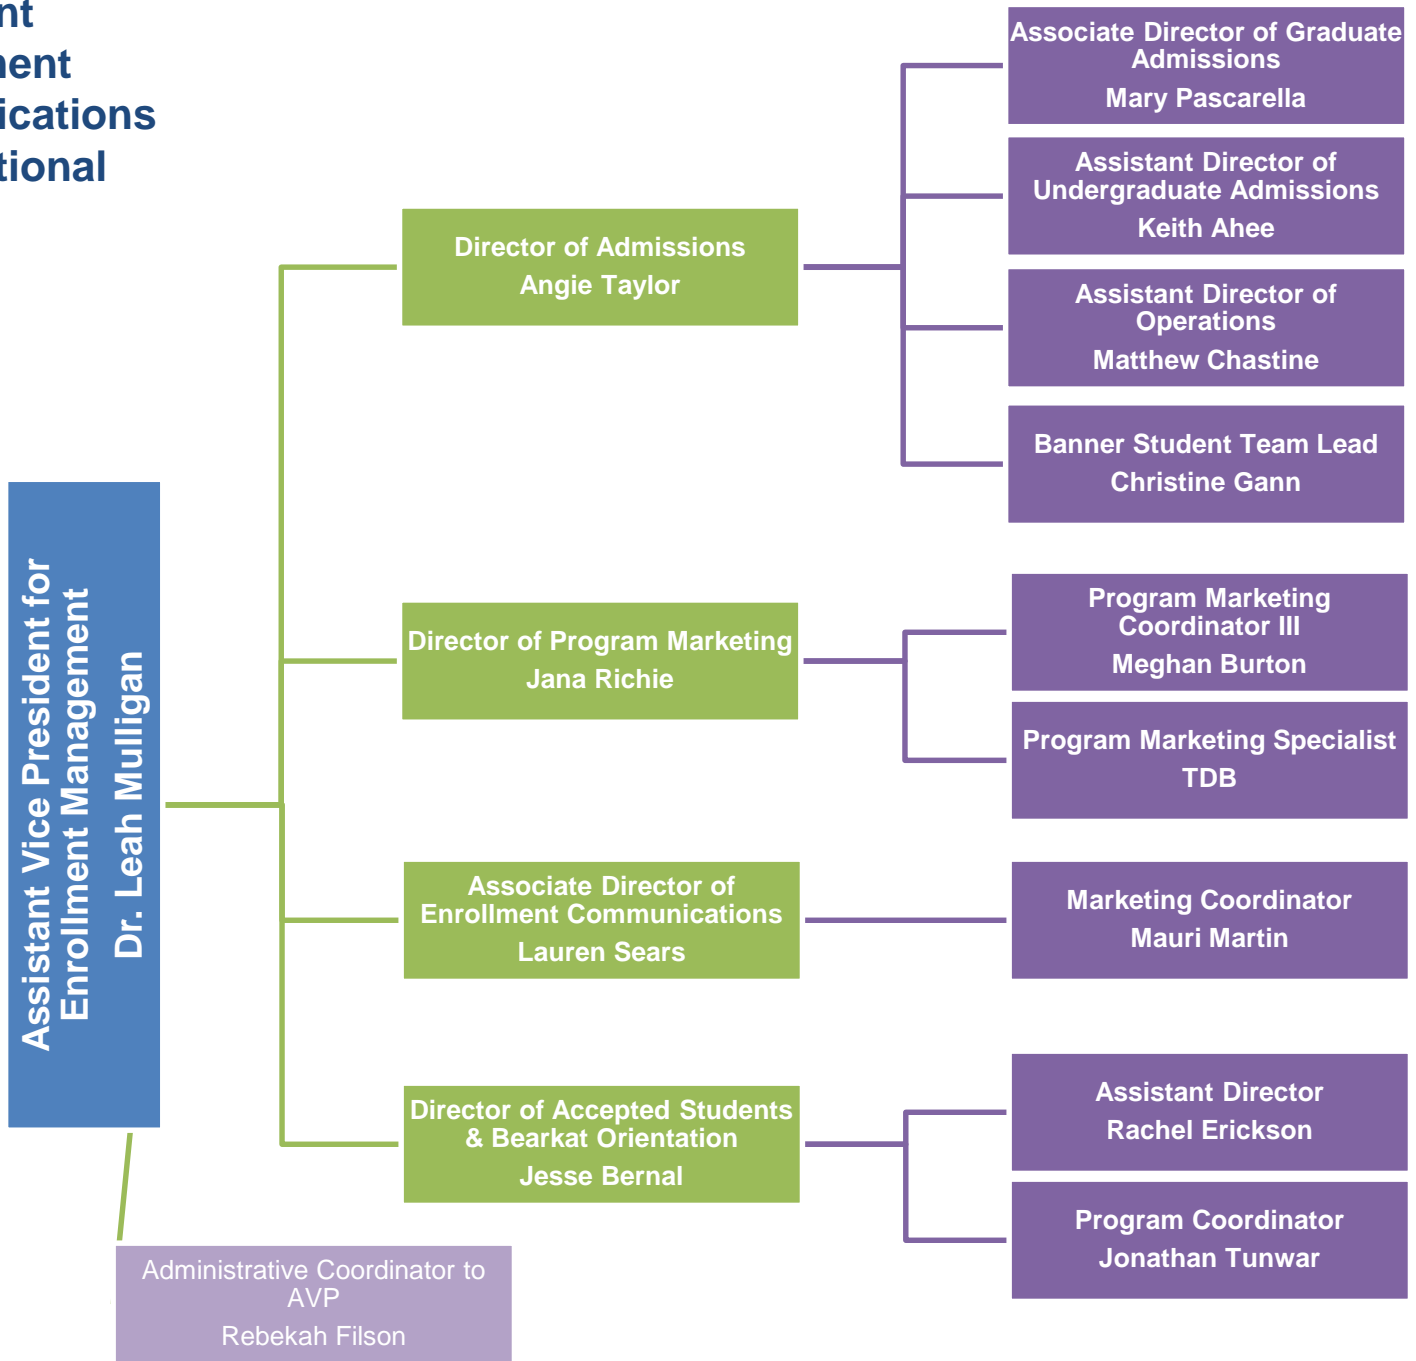 nt
nent
ications
tional
Associate Director of Graduate
Admissions
Mary Pascarella
Assistant Director of
Undergraduate Admissions
Keith Ahee
Director of Admissions
Angie Taylor
Assistant Director of
Operations
Matthew Chastine
Banner Student Team Lead
Christine Gann
Assistant Vice President for
Enrollment Management
Dr. Leah Mulligan
Program Marketing
Coordinator III
Meghan Burton
Director of Program Marketing
Jana Richie
Program Marketing Specialist
TDB
Associate Director of
Enrollment Communications
Lauren Sears
Marketing Coordinator
Mauri Martin
Assistant Director
Rachel Erickson
Director of Accepted Students
& Bearkat Orientation
Jesse Bernal
Program Coordinator
Jonathan Tunwar
Administrative Coordinator to
AVP
Rebekah Filson